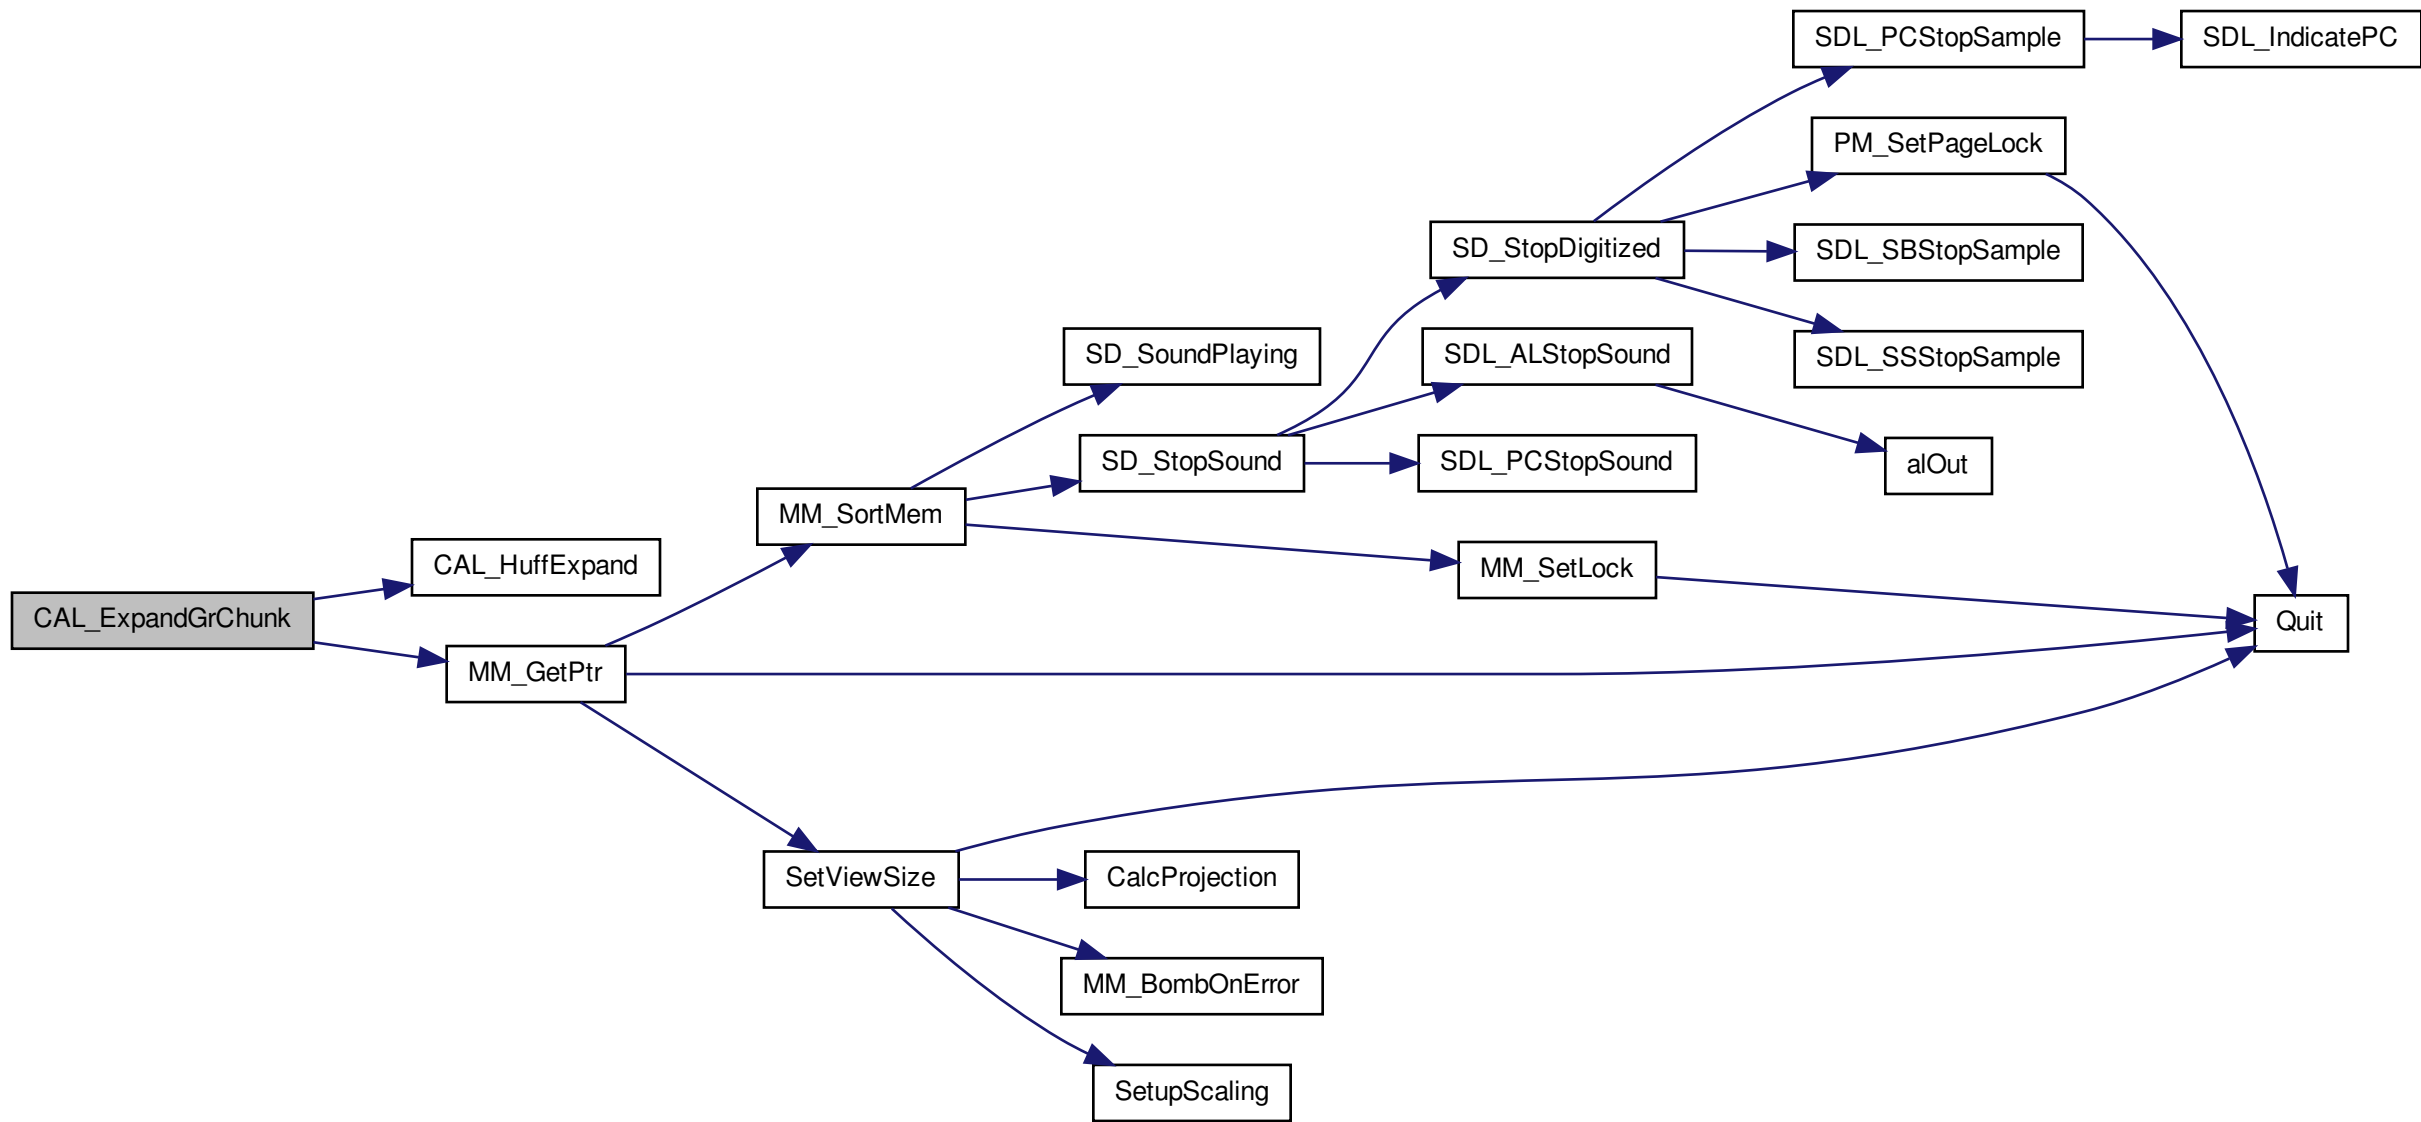 SDL_PCStopSample
SDL_IndicatePC
PM_SetPageLock
SD_StopDigitized
SDL_SBStopSample
SD_SoundPlaying
SDL_ALStopSound
SDL_SSStopSample
SD_StopSound
SDL_PCStopSound
alOut
MM_SortMem
CAL_HuffExpand
MM_SetLock
CAL_ExpandGrChunk
Quit
MM_GetPtr
SetViewSize
CalcProjection
MM_BombOnError
SetupScaling